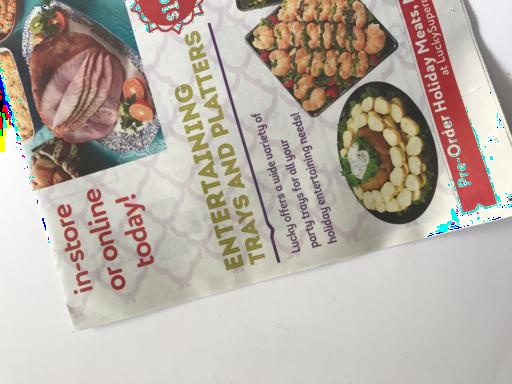 in-store
or online
today!
ENTERTAINING
TRAYS AND PLATTERS
Lucky offers a wide variety of
party trays for all your
holiday entertaining needs!
Pre-Order Holiday Meats,
at LuckySuper